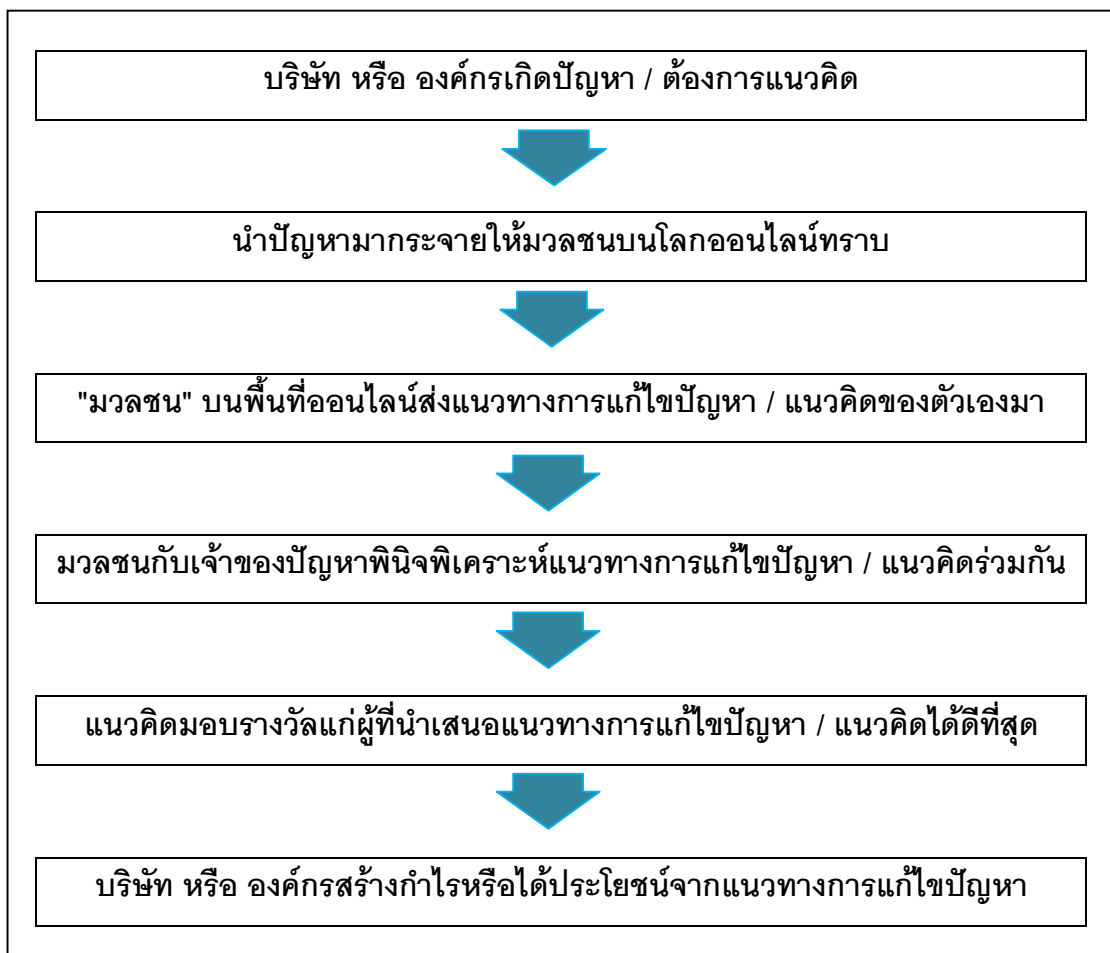 บริษัท หรือ องค์กรเกิดปัญหา / ต้องการแนวคิด
นำปัญหามากระจายให้มวลชนบนโลกออนไลน์ทราบ
"มวลชน" บนพื้นที่ออนไลน์ส่งแนวทางการแก้ไขปัญหา / แนวคิดของตัวเองมา
มวลชนกับเจ้าของปัญหาพินิจพิเคราะห์แนวทางการแก้ไขปัญหา / แนวคิดร่วมกัน
แนวคิดมอบรางวัลแก่ผู้ที่นำเสนอแนวทางการแก้ไขปัญหา / แนวคิดได้ดีที่สุด
บริษัท หรือ องค์กรสร้างกำไรหรือได้ประโยชน์จากแนวทางการแก้ไขปัญหา